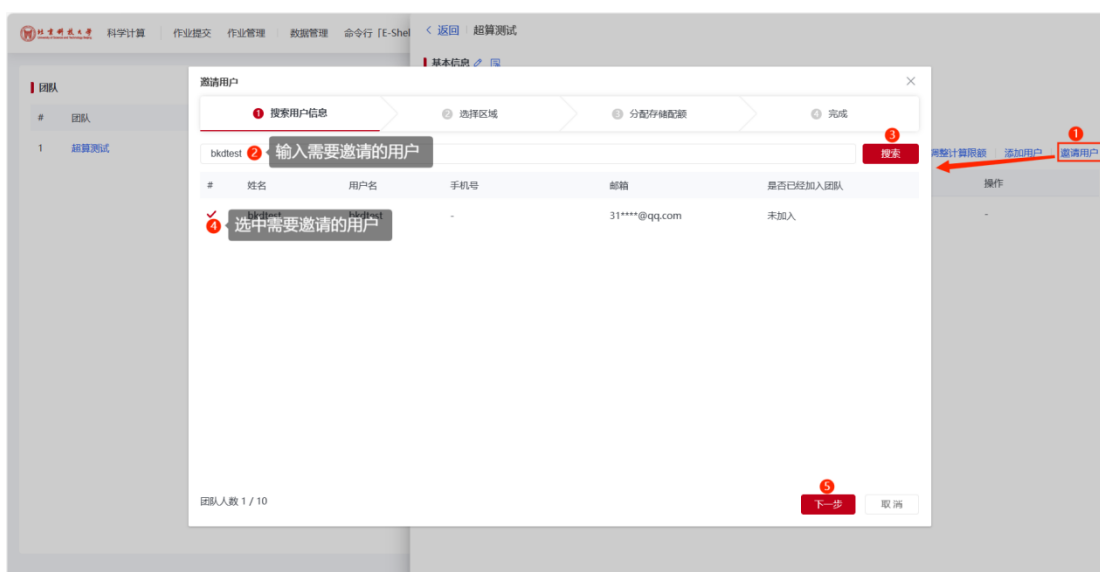 北京科技大学 科学计算 作业提交 作业管理 数据管理 命令行「E-Shel
返回 超算测试
基本信息
团队
# 团队
1 超算测试
邀请用户
1 搜索用户信息 2 选择区域 3 分配存储配额 4 完成
bkdtest 2 输入需要邀请的用户 3 搜索
1
调整计算限额 添加用户 邀请用户
操作
-
# 姓名 用户名 手机号 邮箱 是否已经加入团队
bkdtest bkdtest - 31****@qq.com 未加入
4 选中需要邀请的用户
团队人数 1 / 10
5
下一步 取消